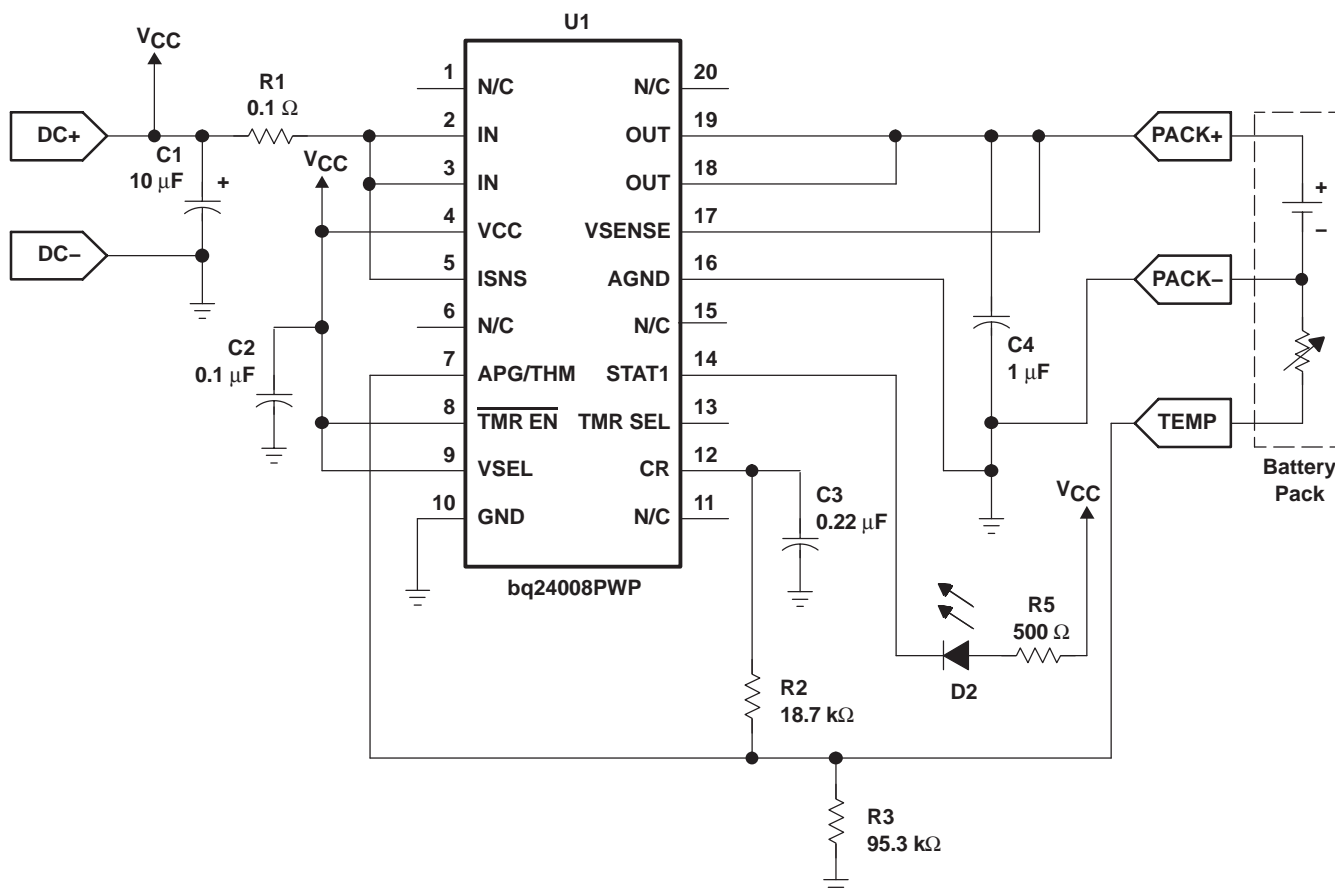 U1
VCC
R1
0.1 Ω
DC+
C1
10 μF
+
DC−
VCC
C2
0.1 μF
1
N/C
2
IN
3
IN
4
VCC
5
ISNS
6
N/C
7
APG/THM
8
TMR EN
9
VSEL
10
GND
20
N/C
19
OUT
18
OUT
17
VSENSE
16
AGND
15
N/C
14
STAT1
13
TMR SEL
12
CR
11
N/C
bq24008PWP
C3
0.22 μF
C4
1 μF
PACK+
PACK−
TEMP
+
−
Battery
Pack
VCC
R5
500 Ω
D2
R2
18.7 kΩ
R3
95.3 kΩ